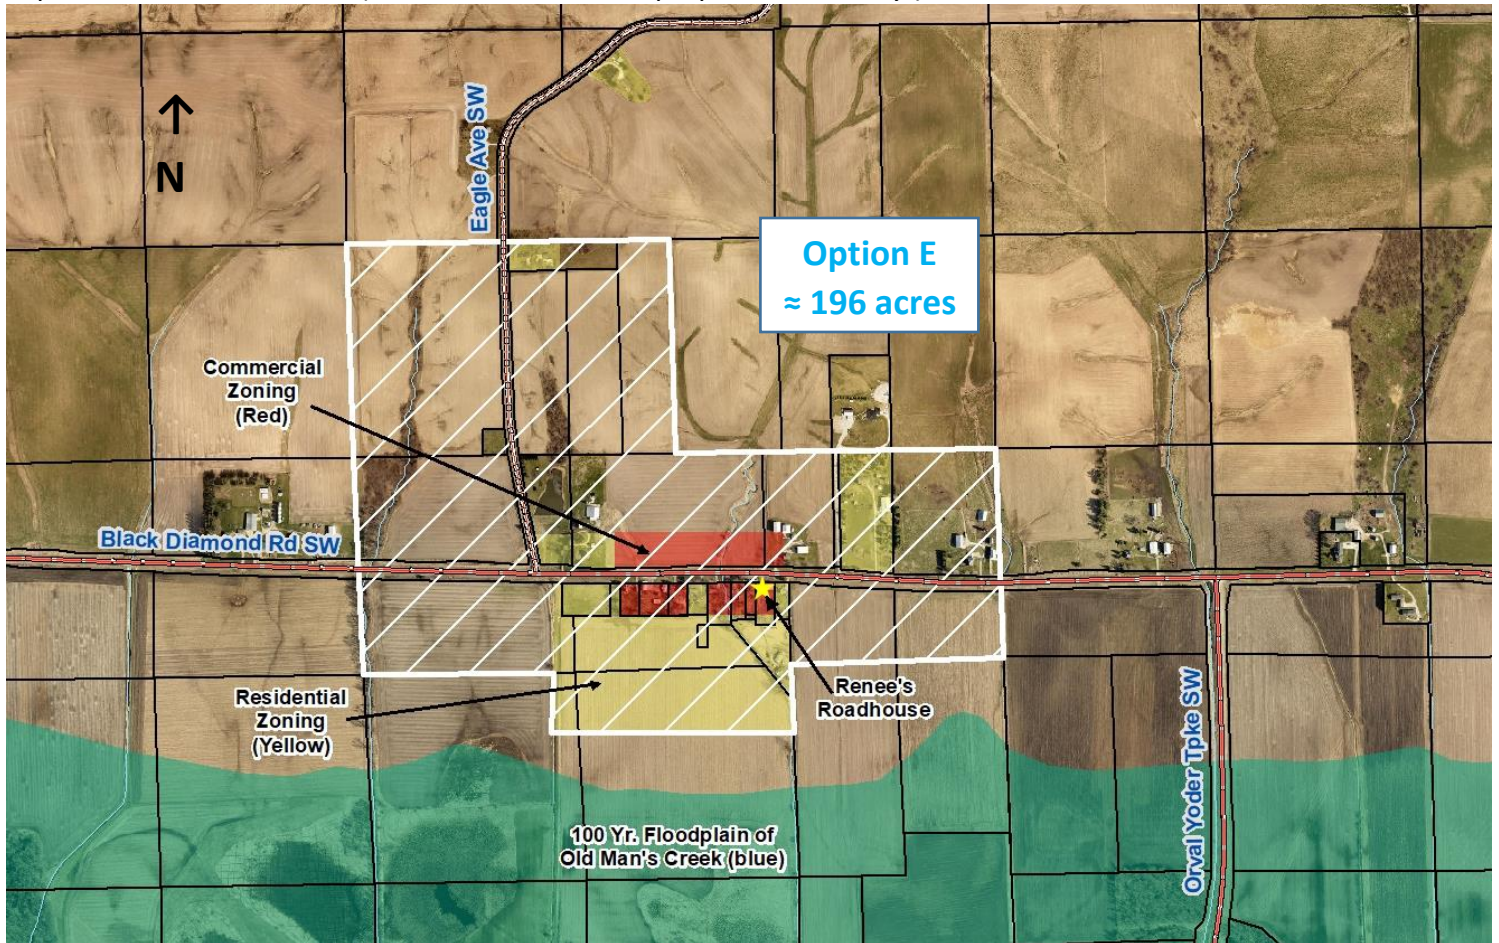 ↑
N
Eagle Ave SW
Option E
≈ 196 acres
Commercial
Zoning
(Red)
Black Diamond Rd SW
Residential
Zoning
(Yellow)
Renee's
Roadhouse
Orval Yoder Tpke SW
100 Yr. Floodplain of
Old Man's Creek (blue)